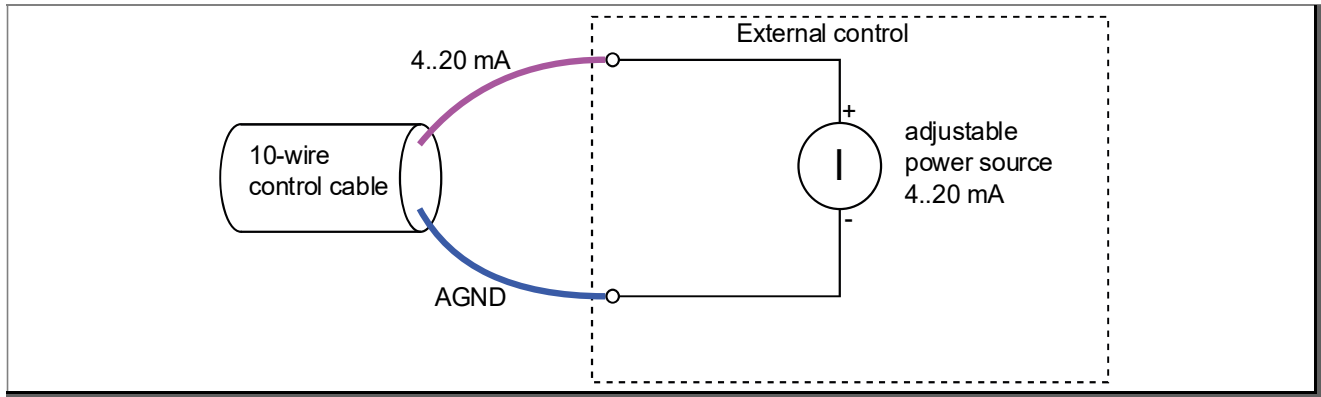 External control
4..20 mA
10-wire
control cable
+
I
-
adjustable
power source
4..20 mA
AGND